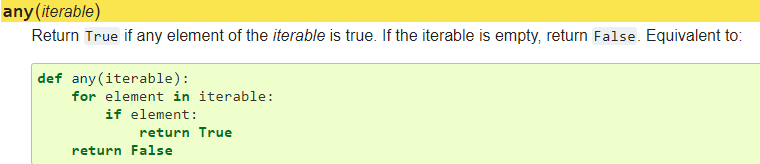 any(iterable)
Return True if any element of the iterable is true. If the iterable is empty, return False. Equivalent to:
def any(iterable):
    for element in iterable:
        if element:
            return True
    return False